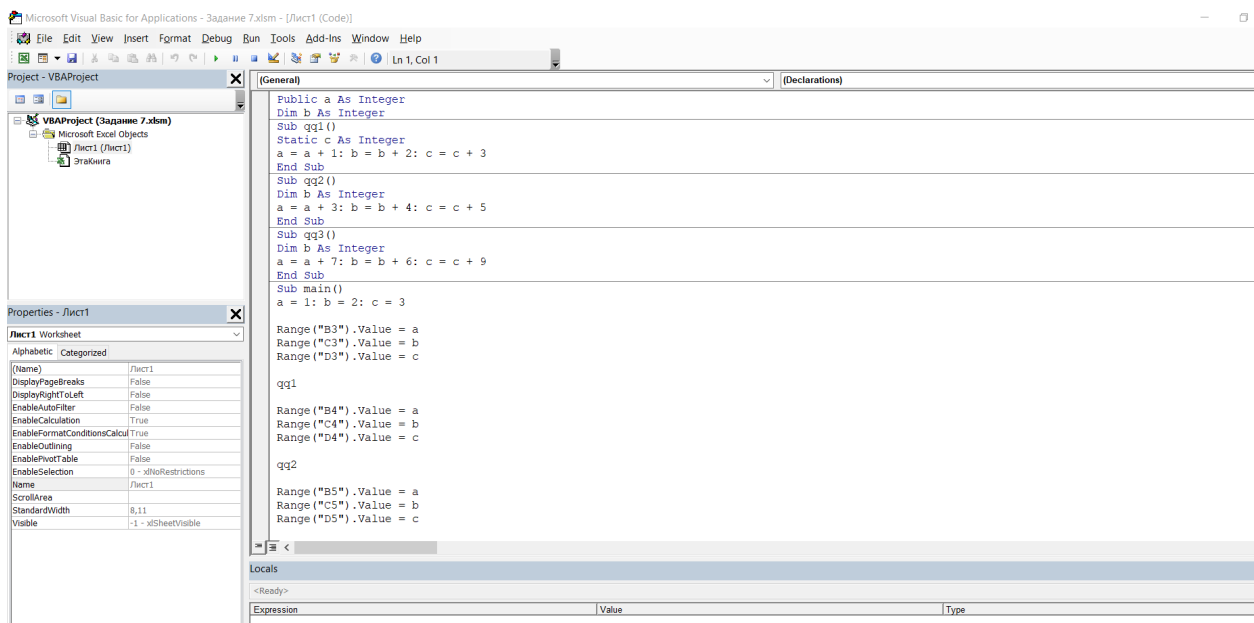 Microsoft Visual Basic for Applications - Задание 7.xlsm - [Лист1 (Code)]
File Edit View Insert Format Debug Run Tools Add-Ins Window Help
Ln 1, Col 1
Project - VBAProject
VBAProject (Задание 7.xlsm)
Microsoft Excel Objects
Лист1 (Лист1)
ЭтаКнига
Properties - Лист1
Лист1 Worksheet
Alphabetic Categorized
(Name) Лист1
DisplayPageBreaks False
DisplayRightToLeft False
EnableAutoFilter False
EnableCalculation True
EnableFormatConditionsCalcul True
EnableOutlining False
EnablePivotTable False
EnableSelection 0 - xlNoRestrictions
Name Лист1
ScrollArea
StandardWidth 8,11
Visible -1 - xlSheetVisible
(General) (Declarations)
Public a As Integer
Dim b As Integer
Sub qq1()
Static c As Integer
a = a + 1: b = b + 2: c = c + 3
End Sub
Sub qq2()
Dim b As Integer
a = a + 3: b = b + 4: c = c + 5
End Sub
Sub qq3()
Dim b As Integer
a = a + 7: b = b + 6: c = c + 9
End Sub
Sub main()
a = 1: b = 2: c = 3
Range("B3").Value = a
Range("C3").Value = b
Range("D3").Value = c
qq1
Range("B4").Value = a
Range("C4").Value = b
Range("D4").Value = c
qq2
Range("B5").Value = a
Range("C5").Value = b
Range("D5").Value = c
Locals
<Ready>
Expression Value Type